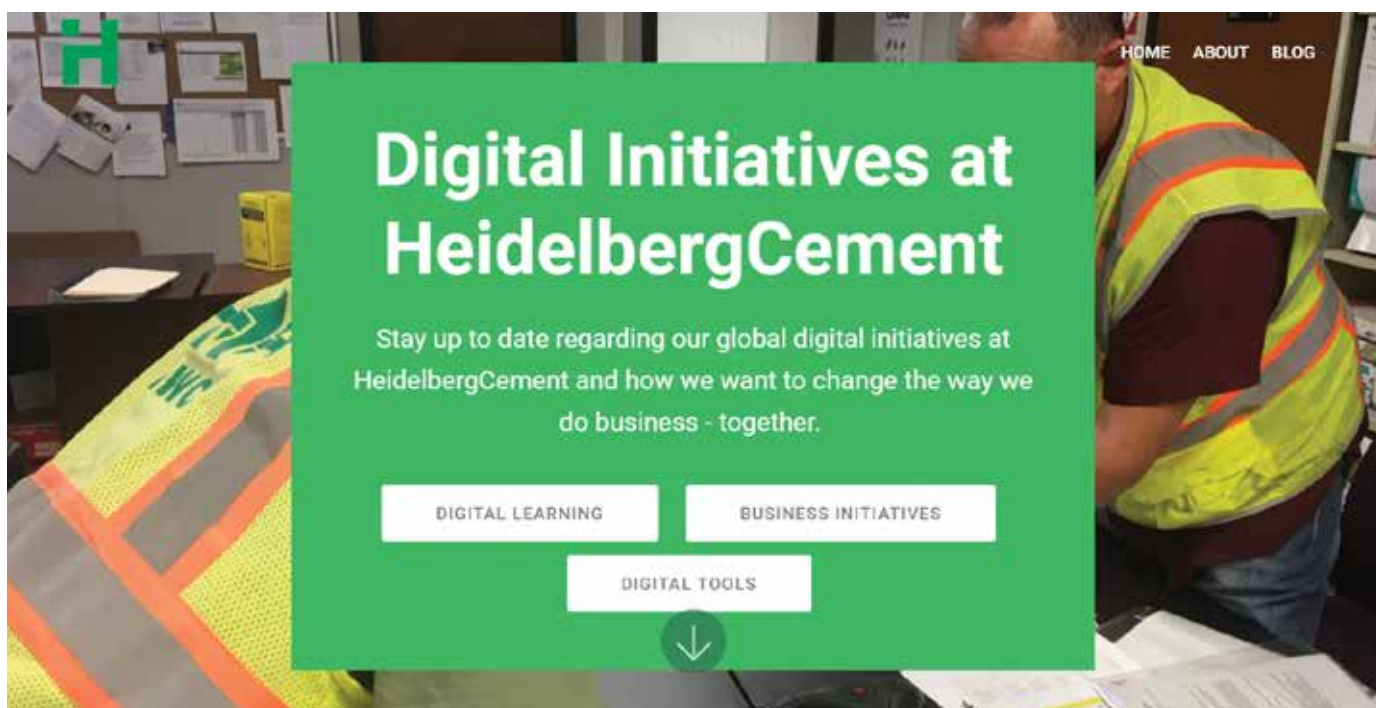 HOME ABOUT BLOG
Digital Initiatives at
HeidelbergCement
Stay up to date regarding our global digital initiatives at
HeidelbergCement and how we want to change the way we
do business - together.
DIGITAL LEARNING
BUSINESS INITIATIVES
DIGITAL TOOLS
NWC